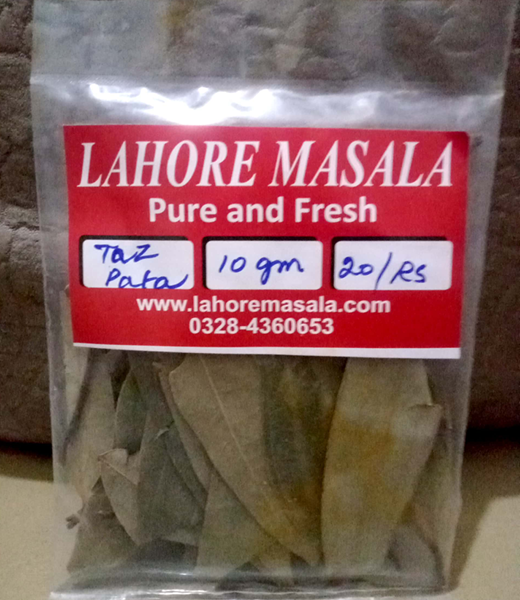 LAHORE MASALA
Pure and Fresh
Taz
Pata
10 gm
20/Rs
www.lahoremasala.com
0328-4360653